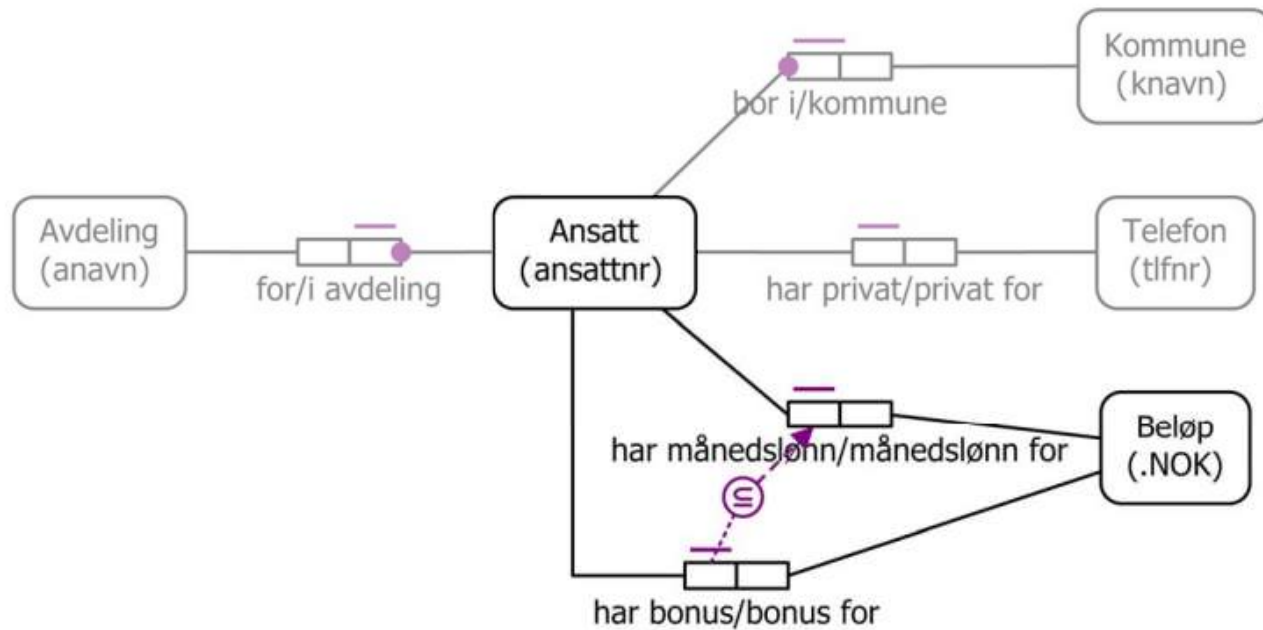 Kommune
(knavn)
bor i/kommune
Avdeling
(anavn)
for/i avdeling
Ansatt
(ansattnr)
har privat/privat for
Telefon
(tlfnr)
har månedslønn/månedslønn for
Beløp
(.NOK)
⊆
har bonus/bonus for